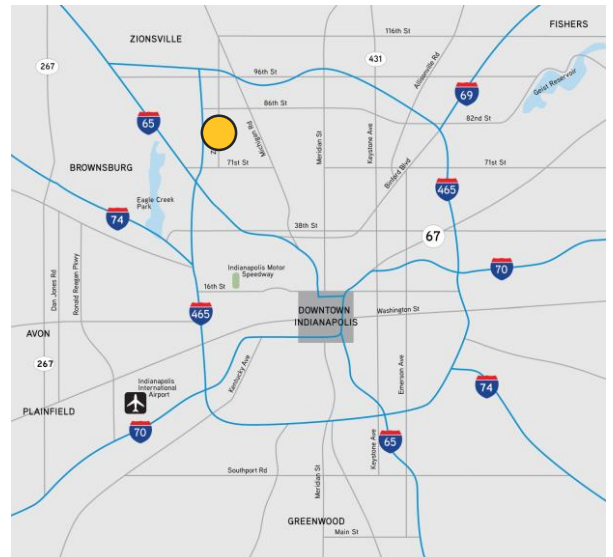 ZIONSVILLE
FISHERS
116th St
267
431
Allisonville Rd
96th St
69
Geist Reservoir
86th St
82nd St
65
Michigan Rd
Meridian St
Keystone Ave
Binford Blvd
BROWNSBURG
71st St
71st St
465
Eagle Creek
Park
74
38th St
67
Dan Jones Rd
Ronald Reagan Pkwy
Indianapolis Motor
Speedway
70
16th St
465
DOWNTOWN
INDIANAPOLIS
Washington St
AVON
267
Indianapolis
International
Airport
Kentucky Ave
Emerson Ave
74
PLAINFIELD
70
65
Keystone Ave
Southport Rd
Meridian St
GREENWOOD
Main St